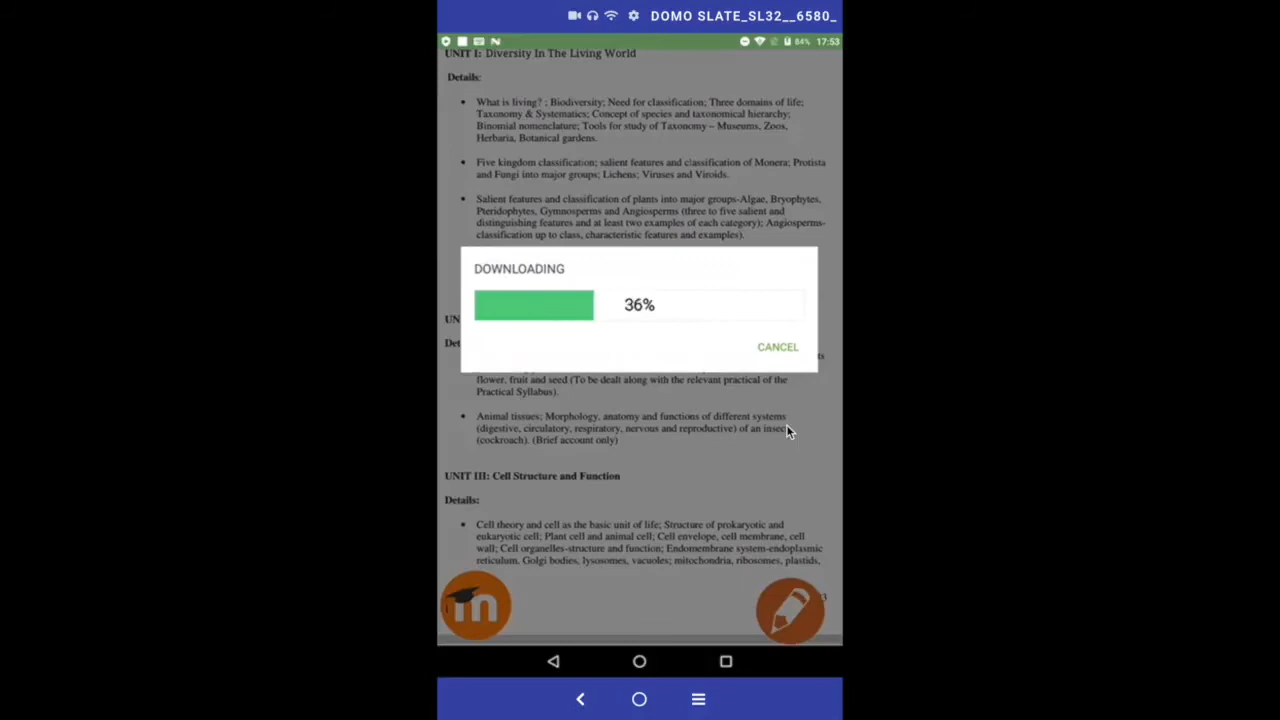 DOMO SLATE_SL32__6580_
84% 17:53
UNIT I: Diversity In The Living World
Details:
• What is living? ; Biodiversity; Need for classification; Three domains of life;
Taxonomy & Systematics; Concept of species and taxonomical hierarchy;
Binomial nomenclature; Tools for study of Taxonomy – Museums, Zoos,
Herbaria, Botanical gardens.
• Five kingdom classification; salient features and classification of Monera; Protista
and Fungi into major groups; Lichens; Viruses and Viroids.
• Salient features and classification of plants into major groups-Algae, Bryophytes,
Pteridophytes, Gymnosperms and Angiosperms (three to five salient and
distinguishing features and at least two examples of each category); Angiosperms-
classification up to class, characteristic features and examples).
DOWNLOADING
36%
UN
CANCEL
Det
ts
flower, fruit and seed (To be dealt along with the relevant practical of the
Practical Syllabus).
• Animal tissues; Morphology, anatomy and functions of different systems
(digestive, circulatory, respiratory, nervous and reproductive) of an insec
(cockroach). (Brief account only)
UNIT III: Cell Structure and Function
Details:
• Cell theory and cell as the basic unit of life; Structure of prokaryotic and
eukaryotic cell; Plant cell and animal cell; Cell envelope, cell membrane, cell
wall; Cell organelles-structure and function; Endomembrane system-endoplasmic
reticulum, Golgi bodies, lysosomes, vacuoles; mitochondria, ribosomes, plastids,
m